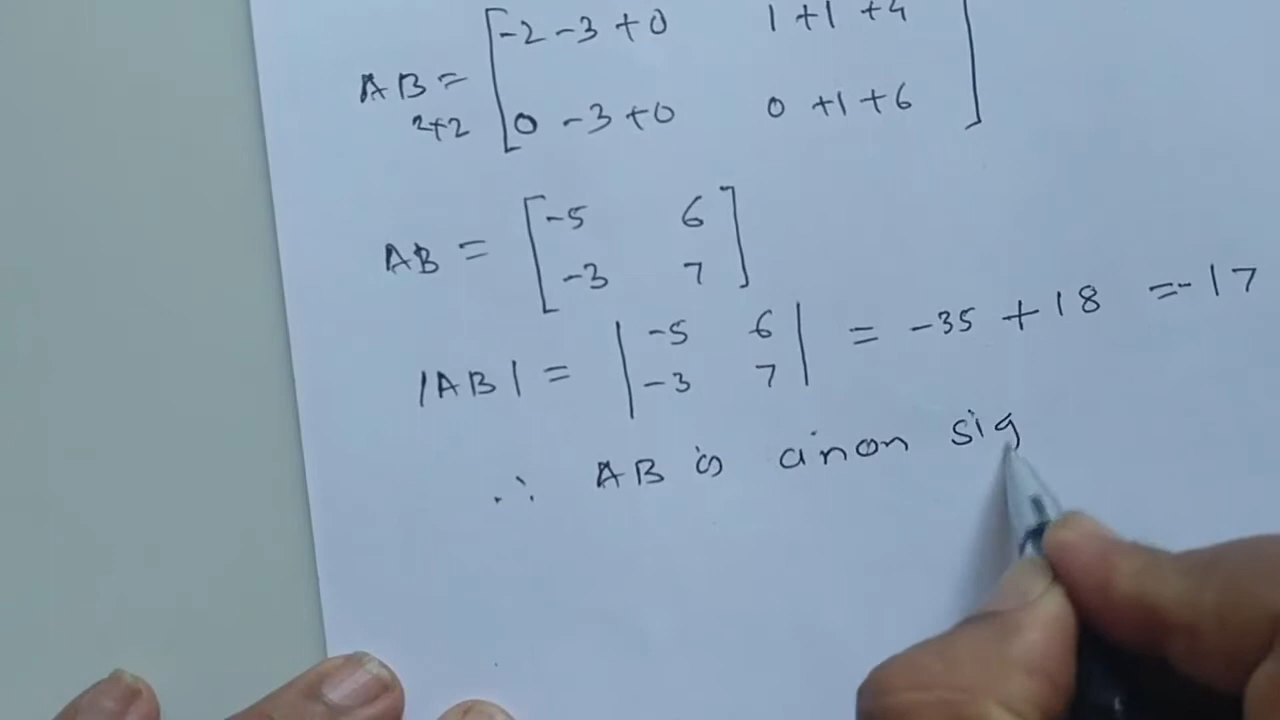 -2 -3 +0 1 +1 +4
AB =
2+2 0 -3 +0 0 +1 +6
AB = -5 6
-3 7
|AB| = | -5 6 | = -35 + 18 = -17
-3 7
∴ AB is a non sig